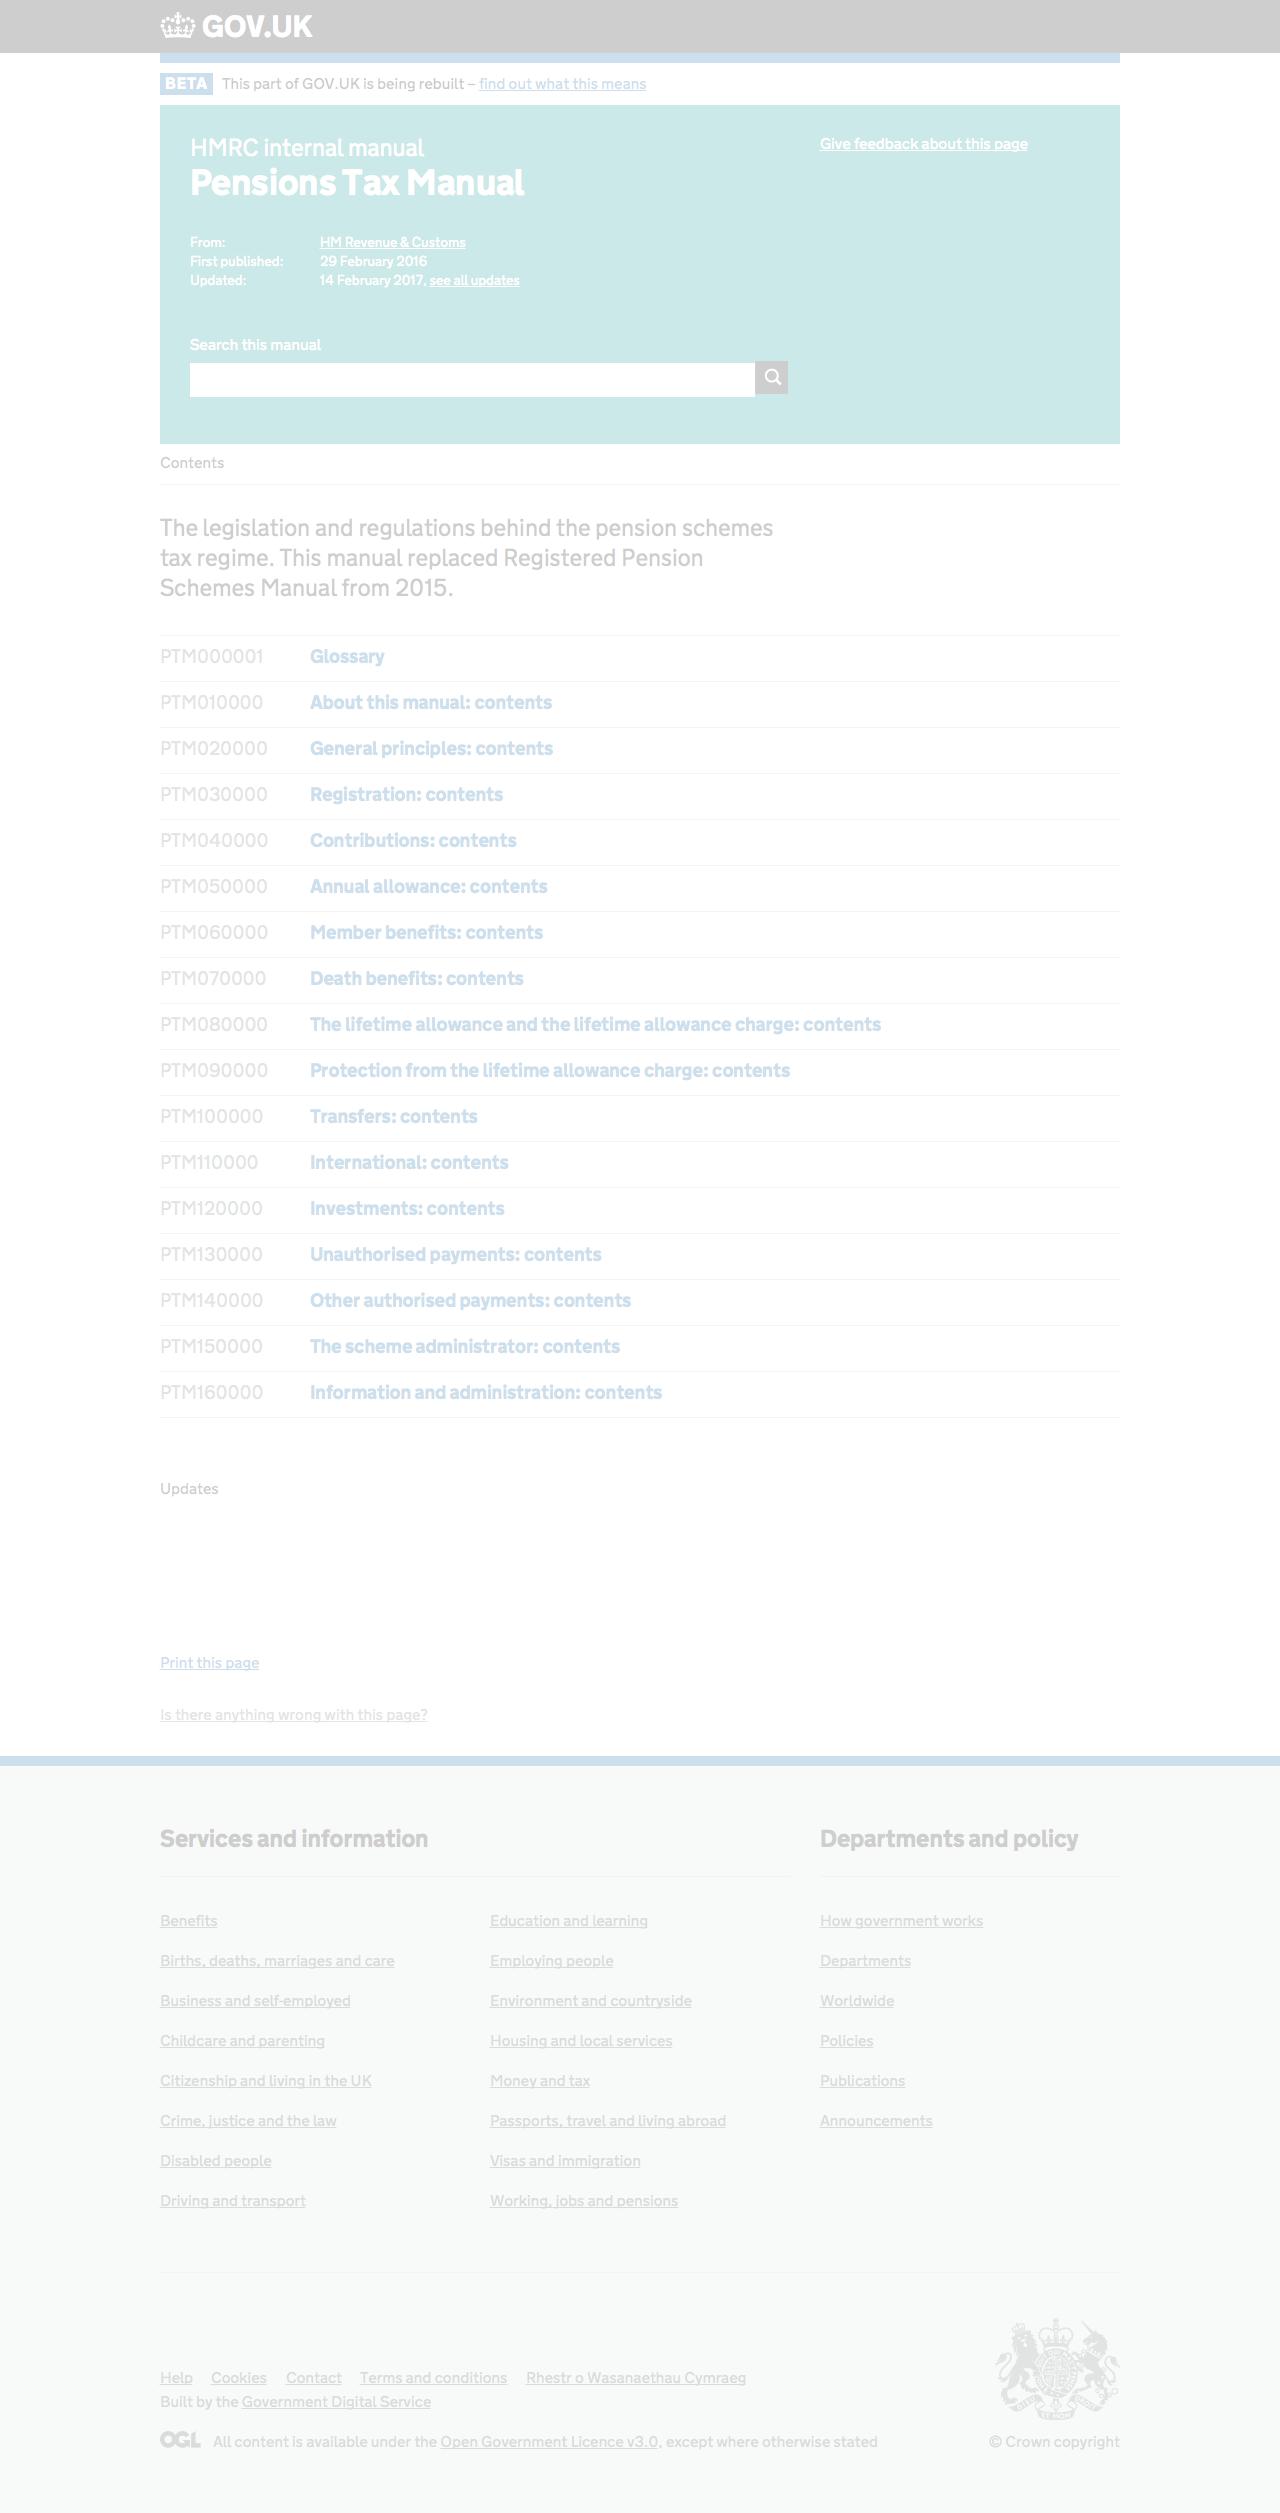 GOV.UK
BETA This part of GOV.UK is being rebuilt – find out what this means
HMRC internal manual
Give feedback about this page
Pensions Tax Manual
From: HM Revenue & Customs
First published: 29 February 2016
Updated: 14 February 2017, see all updates
Search this manual
Contents
The legislation and regulations behind the pension schemes
tax regime. This manual replaced Registered Pension
Schemes Manual from 2015.
PTM000001 Glossary
PTM010000 About this manual: contents
PTM020000 General principles: contents
PTM030000 Registration: contents
PTM040000 Contributions: contents
PTM050000 Annual allowance: contents
PTM060000 Member benefits: contents
PTM070000 Death benefits: contents
PTM080000 The lifetime allowance and the lifetime allowance charge: contents
PTM090000 Protection from the lifetime allowance charge: contents
PTM100000 Transfers: contents
PTM110000 International: contents
PTM120000 Investments: contents
PTM130000 Unauthorised payments: contents
PTM140000 Other authorised payments: contents
PTM150000 The scheme administrator: contents
PTM160000 Information and administration: contents
Updates
Print this page
Is there anything wrong with this page?
Services and information
Benefits
Births, deaths, marriages and care
Business and self-employed
Childcare and parenting
Citizenship and living in the UK
Crime, justice and the law
Disabled people
Driving and transport
Education and learning
Employing people
Environment and countryside
Housing and local services
Money and tax
Passports, travel and living abroad
Visas and immigration
Working, jobs and pensions
Departments and policy
How government works
Departments
Worldwide
Policies
Publications
Announcements
Help Cookies Contact Terms and conditions Rhestr o Wasanaethau Cymraeg
Built by the Government Digital Service
OGL All content is available under the Open Government Licence v3.0, except where otherwise stated
© Crown copyright